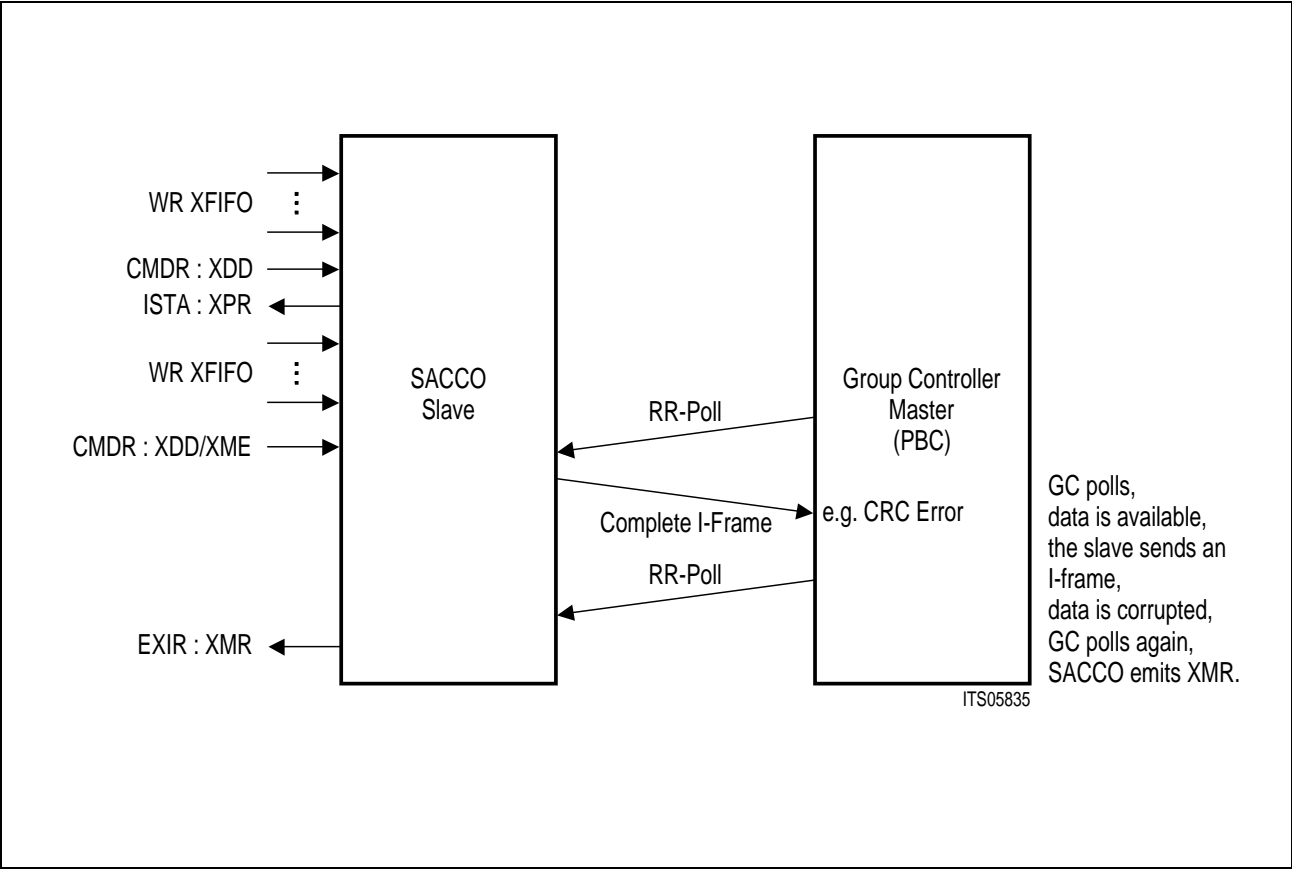 WR XFIFO
CMDR : XDD
ISTA : XPR
WR XFIFO
CMDR : XDD/XME
EXIR : XMR
SACCO
Slave
RR-Poll
Complete I-Frame
RR-Poll
Group Controller
Master
(PBC)
e.g. CRC Error
GC polls,
data is available,
the slave sends an
I-frame,
data is corrupted,
GC polls again,
SACCO emits XMR.
ITS05835